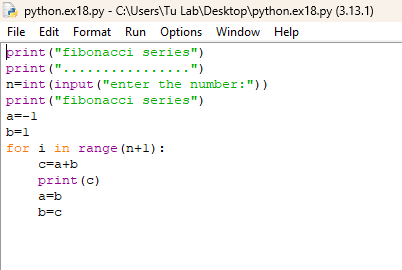 python.ex18.py - C:\Users\Tu Lab\Desktop\python.ex18.py (3.13.1)
File Edit Format Run Options Window Help
print("fibonacci series")
print("................")
n=int(input("enter the number:"))
print("fibonacci series")
a=-1
b=1
for i in range(n+1):
    c=a+b
    print(c)
    a=b
    b=c